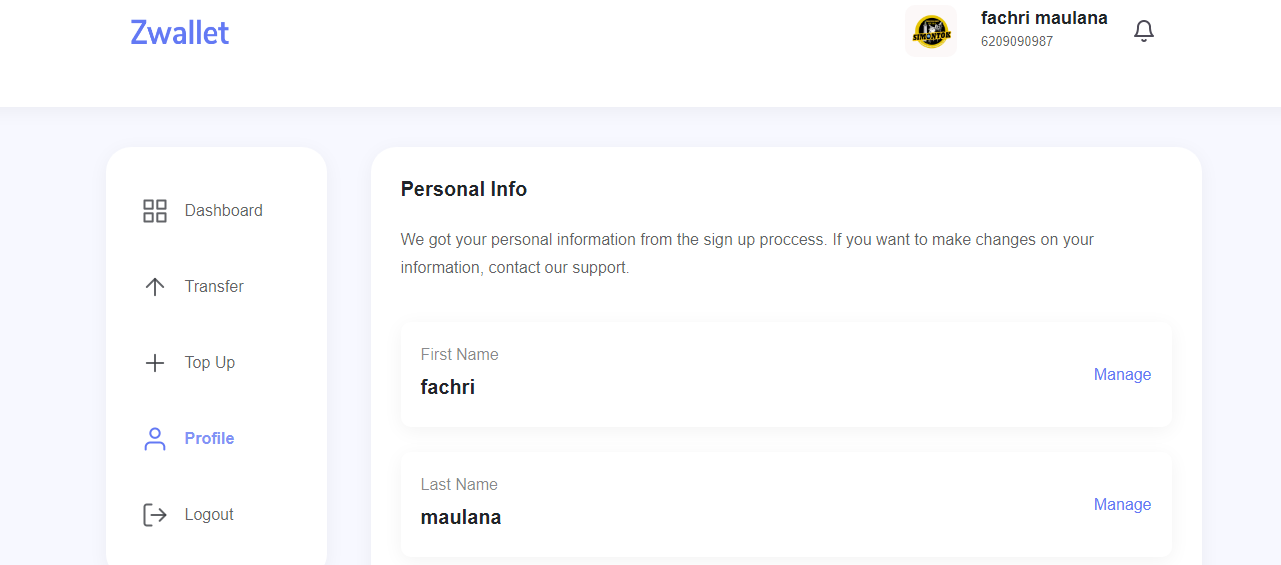 Zwallet
fachri maulana
6209090987
SIMONTOK
Dashboard
Transfer
Top Up
Profile
Logout
Personal Info
We got your personal information from the sign up proccess. If you want to make changes on your
information, contact our support.
First Name
fachri
Manage
Last Name
maulana
Manage